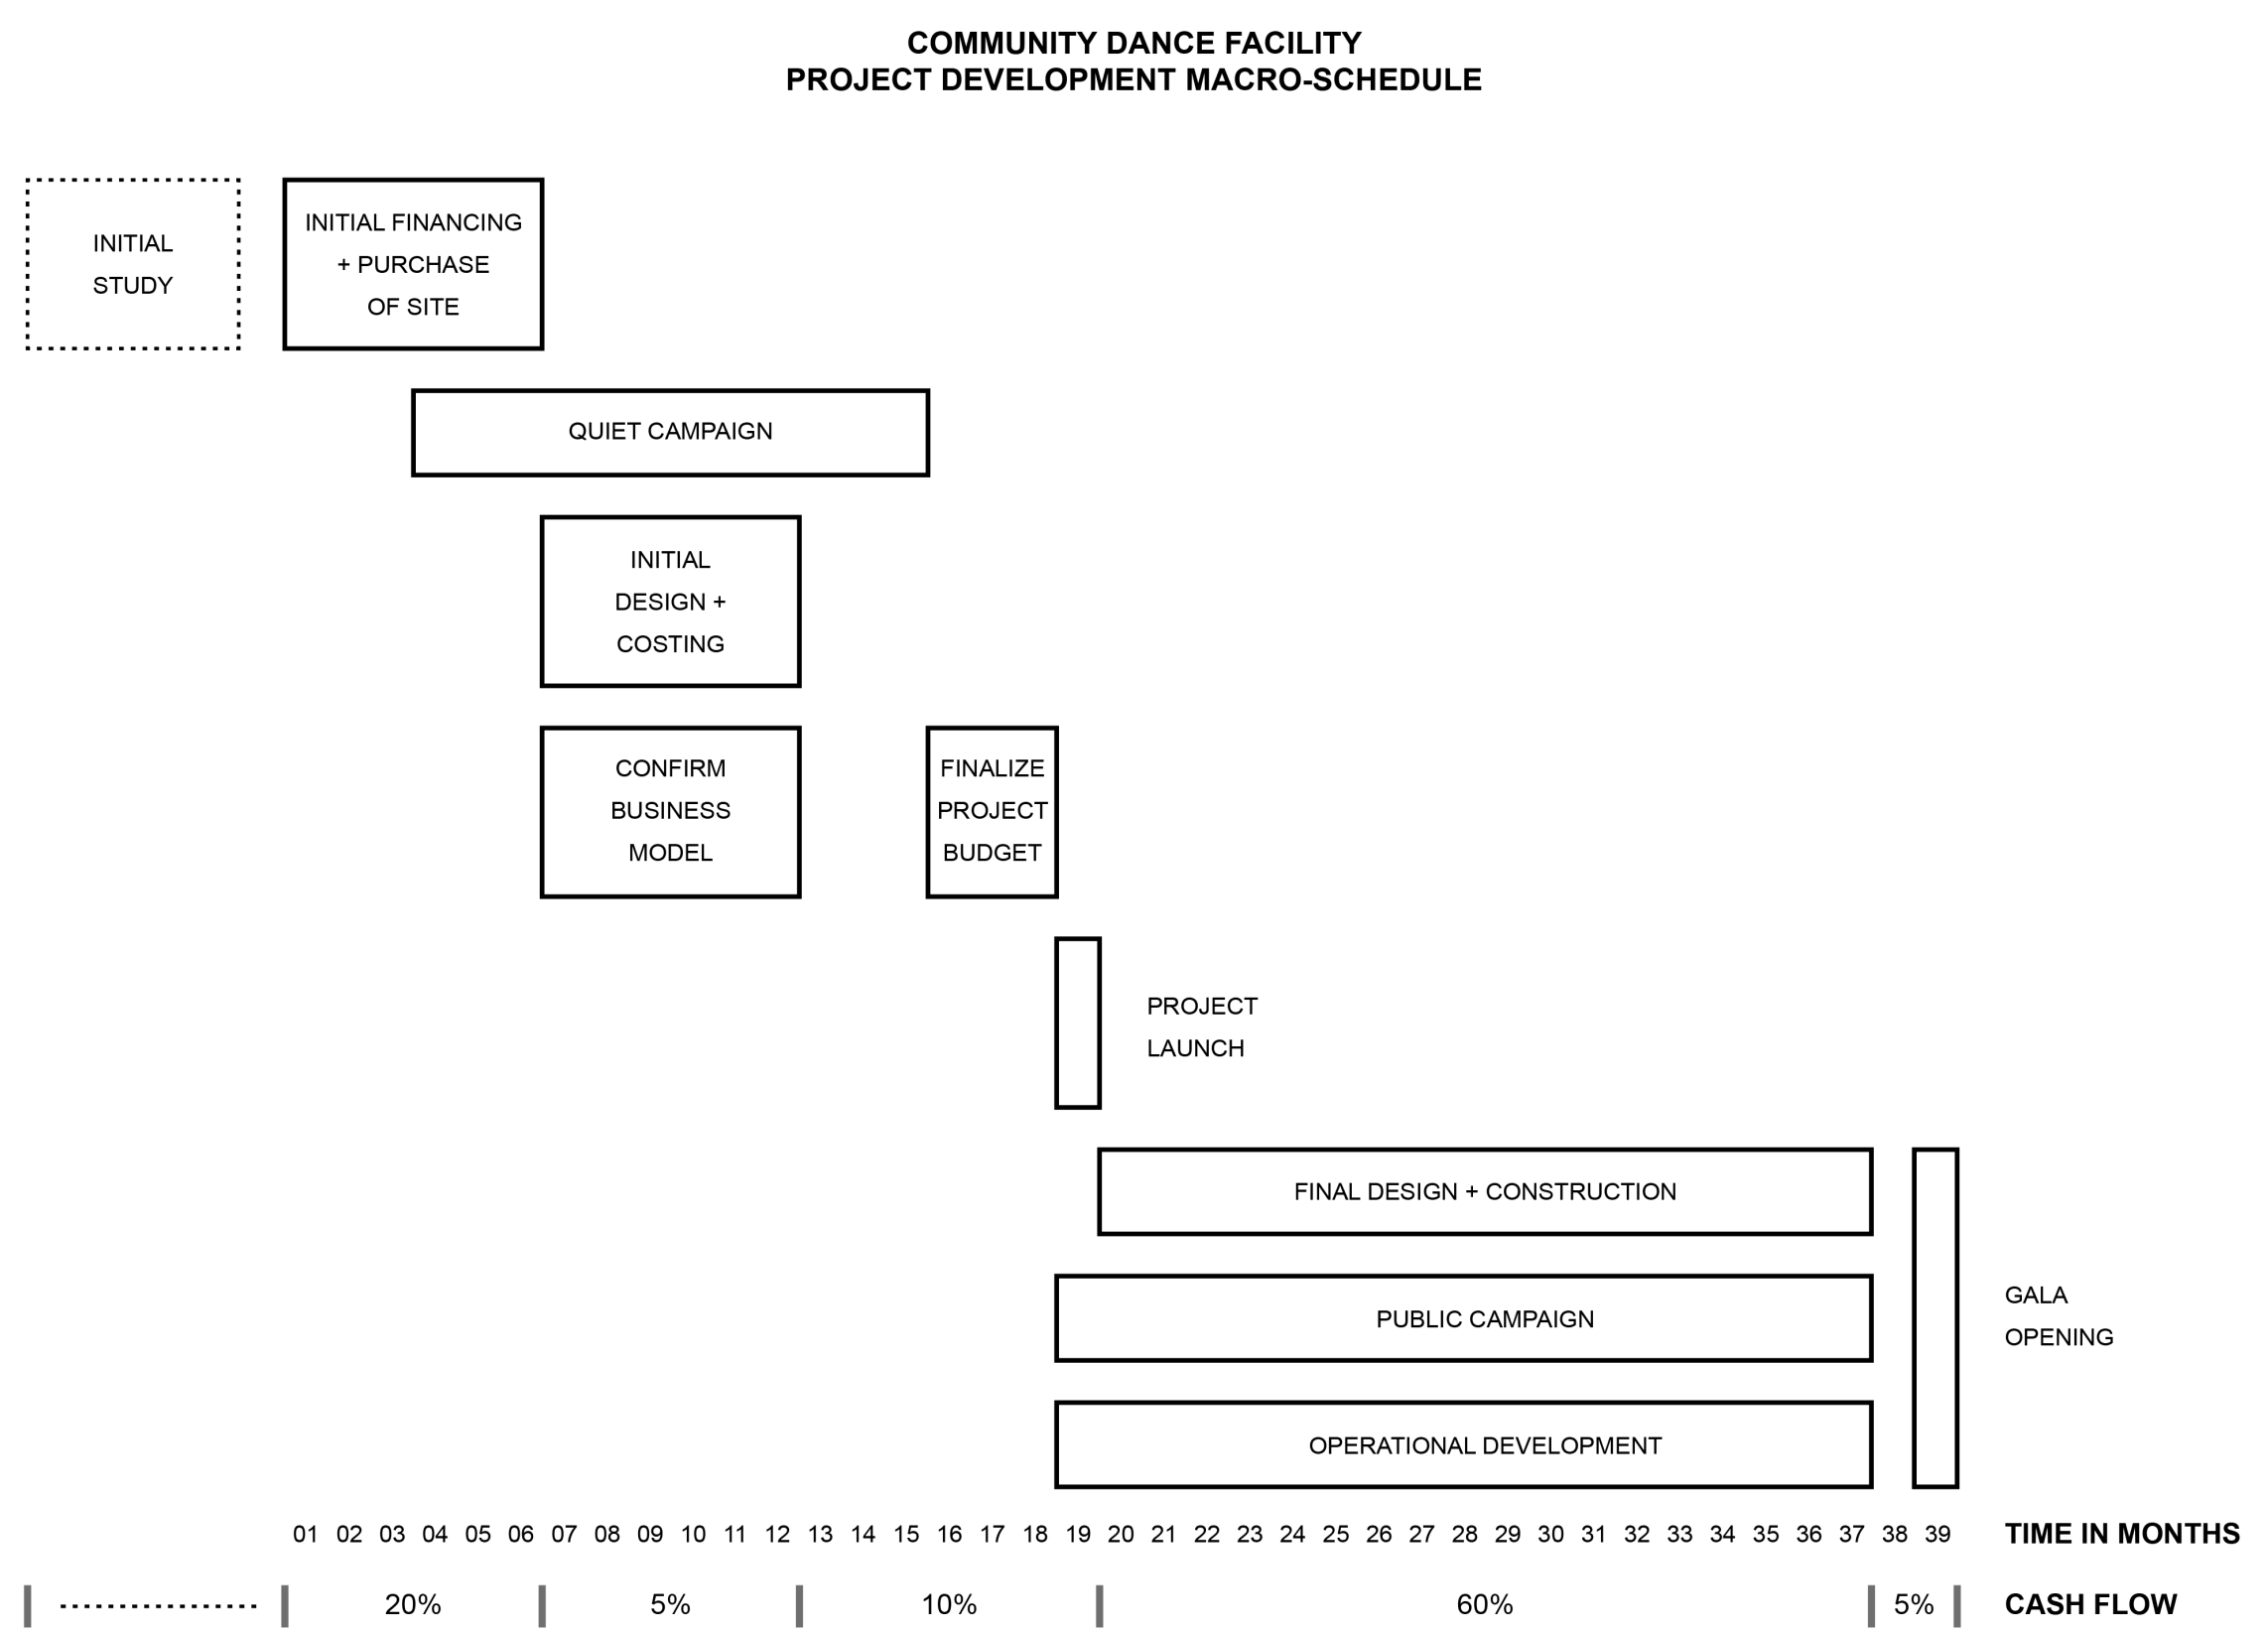 COMMUNITY DANCE FACILITY
PROJECT DEVELOPMENT MACRO-SCHEDULE
INITIAL
STUDY
INITIAL FINANCING
+ PURCHASE
OF SITE
QUIET CAMPAIGN
INITIAL
DESIGN +
COSTING
CONFIRM
BUSINESS
MODEL
FINALIZE
PROJECT
BUDGET
PROJECT
LAUNCH
FINAL DESIGN + CONSTRUCTION
PUBLIC CAMPAIGN
OPERATIONAL DEVELOPMENT
GALA
OPENING
01 02 03 04 05 06 07 08 09 10 11 12 13 14 15 16 17 18 19 20 21 22 23 24 25 26 27 28 29 30 31 32 33 34 35 36 37 38 39 TIME IN MONTHS
20% 5% 10% 60% 5% CASH FLOW